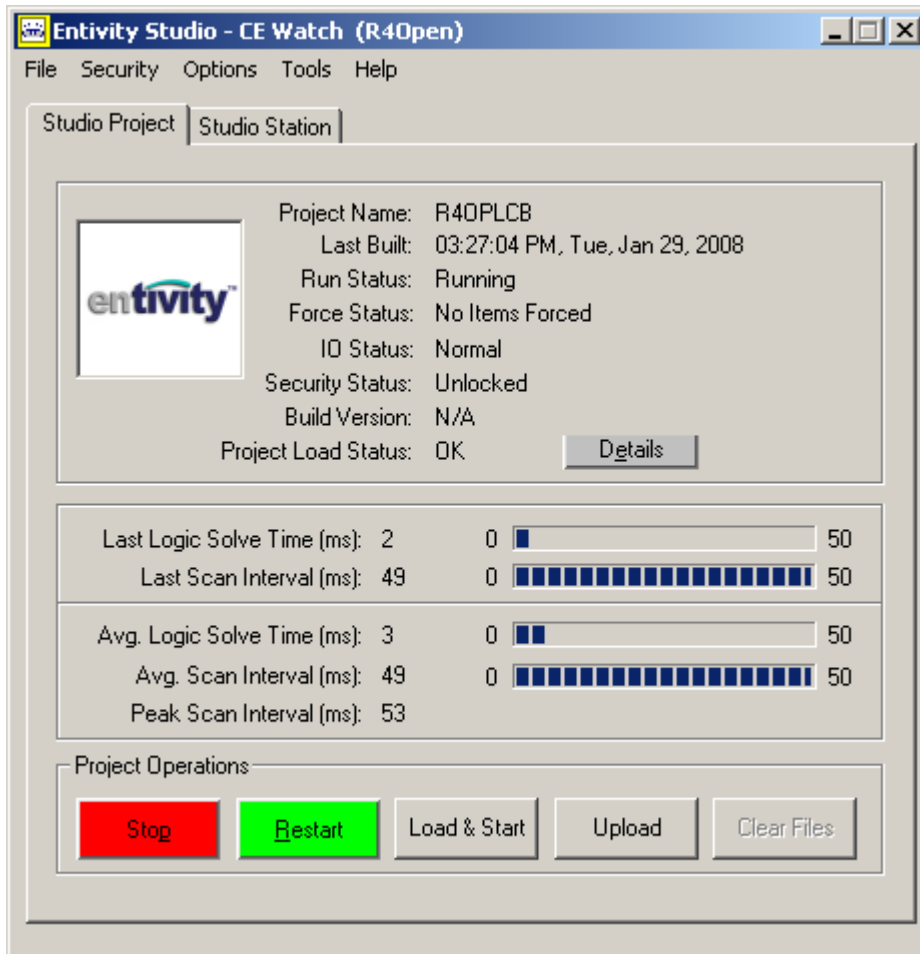 Entivity Studio - CE Watch (R4Open)
File Security Options Tools Help
Studio Project Studio Station
entivity™
Project Name: R4OPLCB
Last Built: 03:27:04 PM, Tue, Jan 29, 2008
Run Status: Running
Force Status: No Items Forced
IO Status: Normal
Security Status: Unlocked
Build Version: N/A
Project Load Status: OK Details
Last Logic Solve Time (ms): 2 0 50
Last Scan Interval (ms): 49 0 50
Avg. Logic Solve Time (ms): 3 0 50
Avg. Scan Interval (ms): 49 0 50
Peak Scan Interval (ms): 53
Project Operations
Stop Restart Load & Start Upload Clear Files